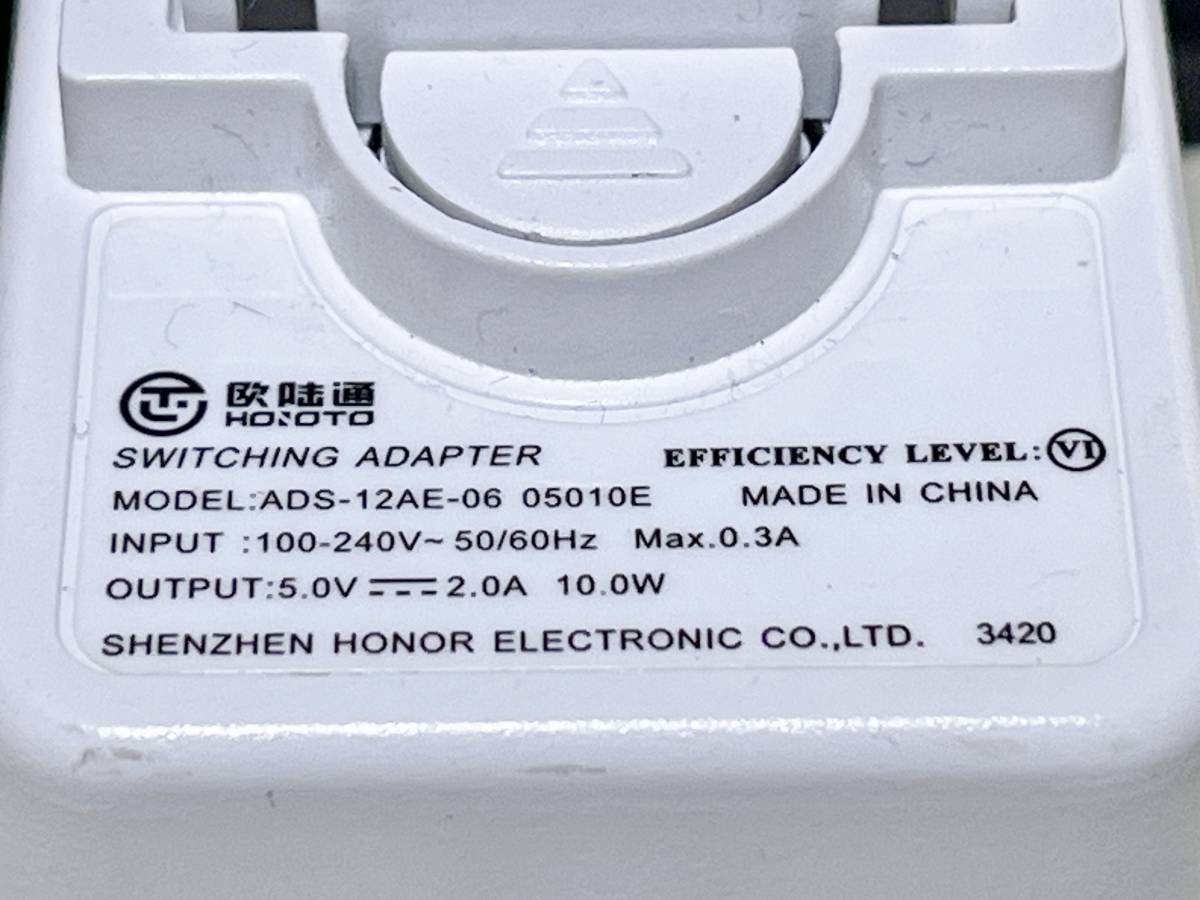 欧陆通
HONOTO
SWITCHING ADAPTER
EFFICIENCY LEVEL:VI
MODEL:ADS-12AE-06 05010E MADE IN CHINA
INPUT :100-240V~ 50/60Hz Max.0.3A
OUTPUT:5.0V⎓2.0A 10.0W
SHENZHEN HONOR ELECTRONIC CO.,LTD. 3420